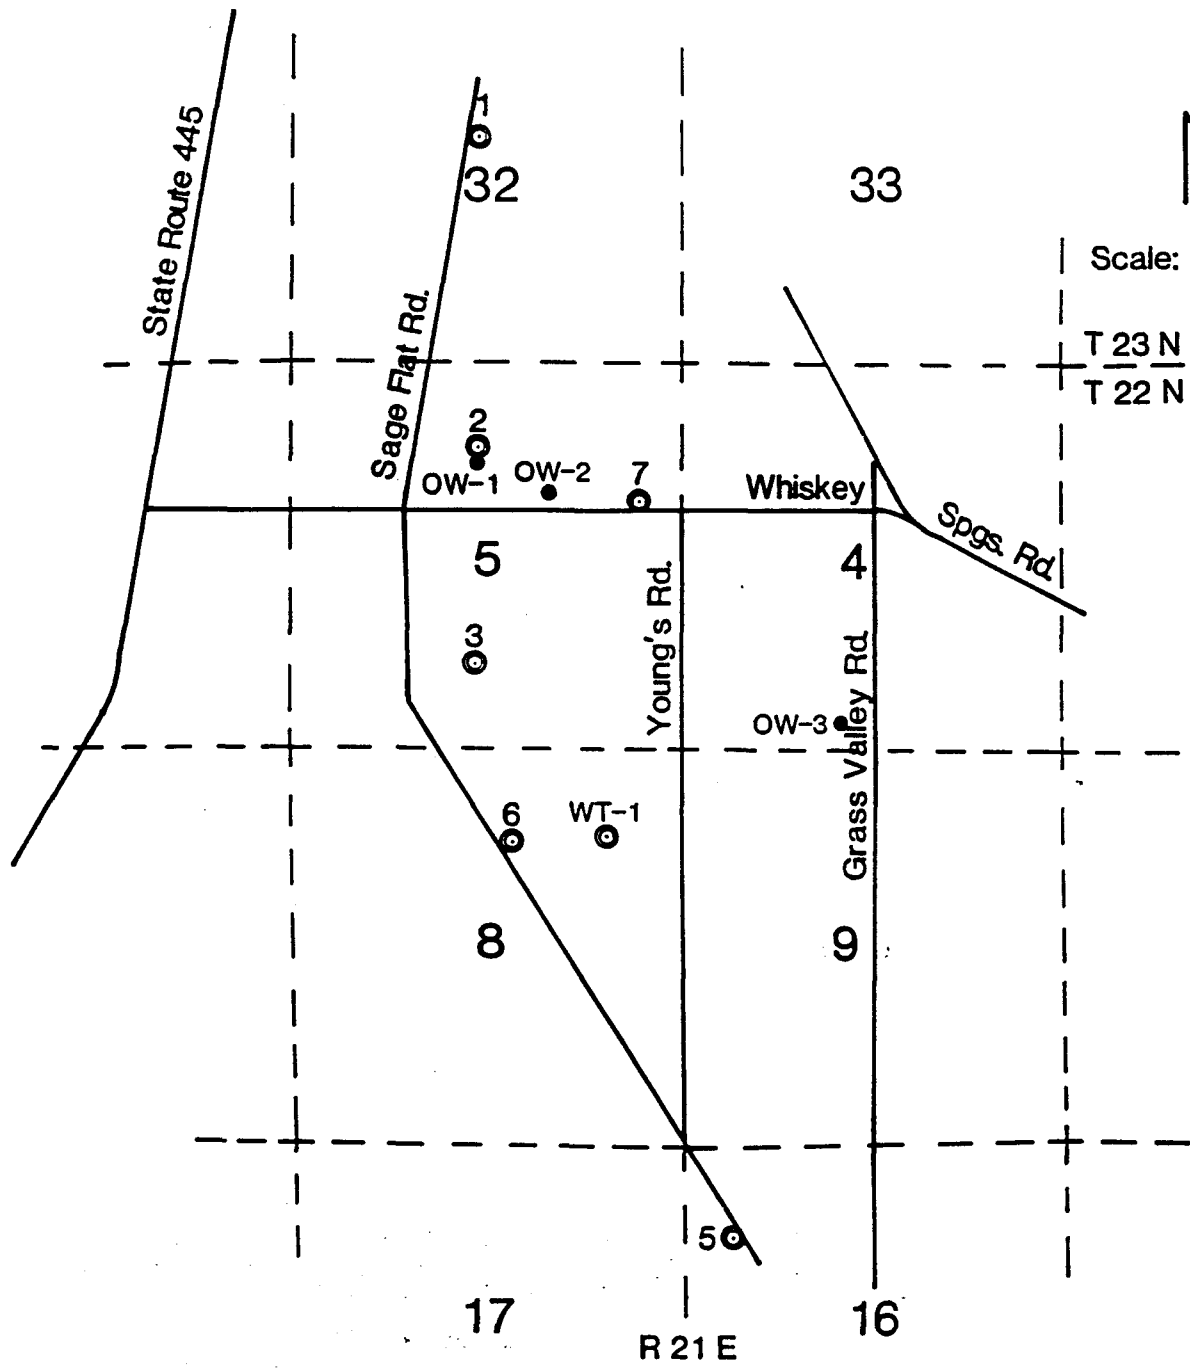 1
State Route 445
32
33
Scale:
Sage Flat Rd.
T 23 N
T 22 N
2
OW-1
OW-2
7
Whiskey
Spgs. Rd.
5
4
3
Young's Rd.
Grass Valley Rd.
OW-3
6
WT-1
8
9
5
17
16
R 21 E